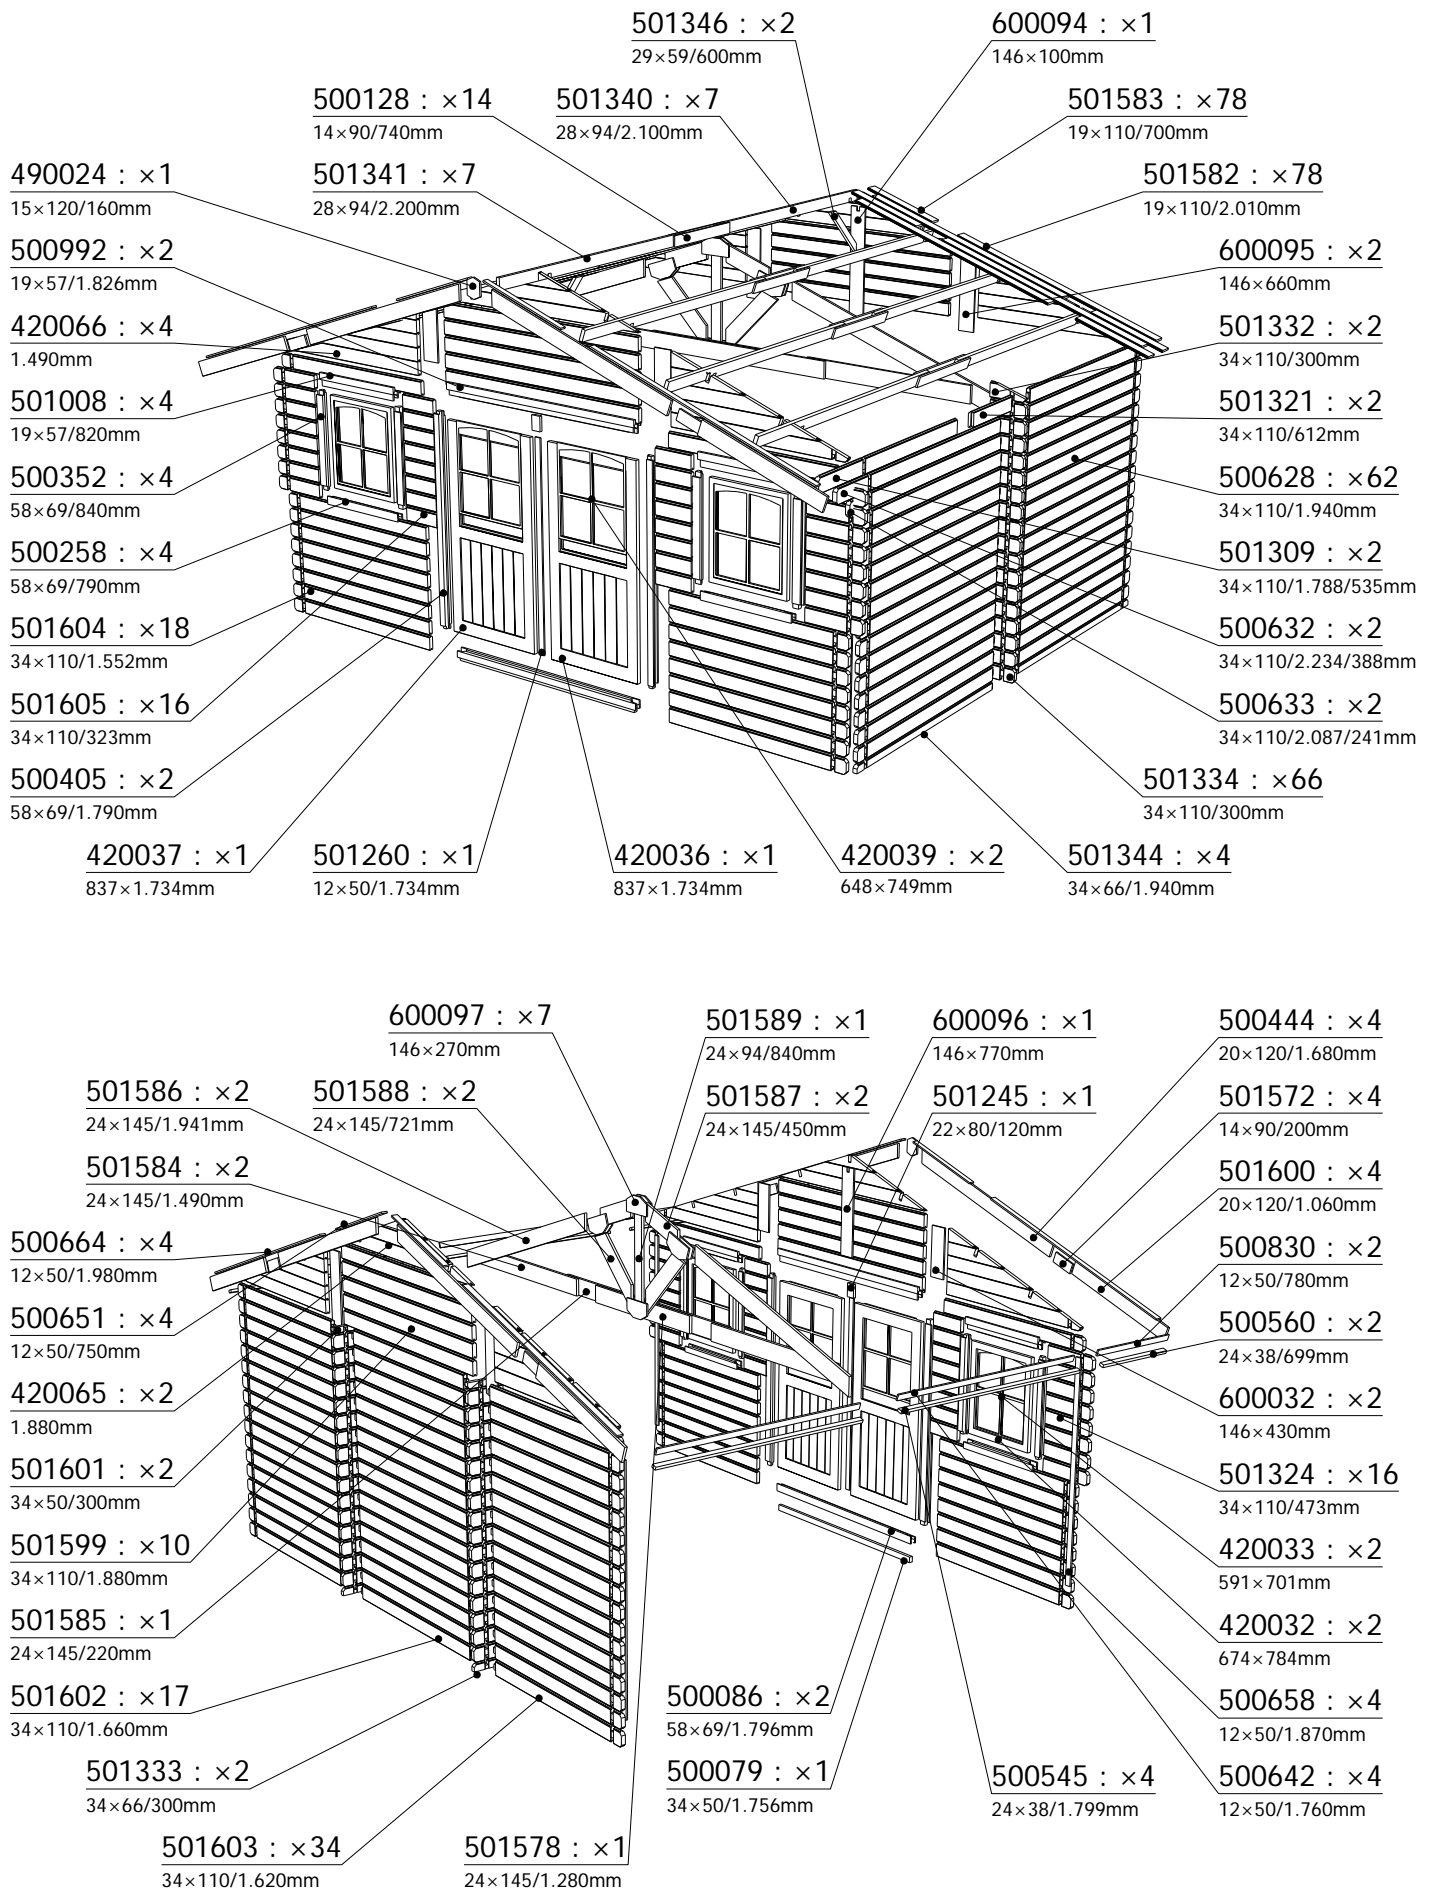 501346 : ×2
29×59/600mm
600094 : ×1
146×100mm
500128 : ×14
14×90/740mm
501340 : ×7
28×94/2.100mm
501583 : ×78
19×110/700mm
490024 : ×1
15×120/160mm
501341 : ×7
28×94/2.200mm
501582 : ×78
19×110/2.010mm
500992 : ×2
19×57/1.826mm
600095 : ×2
146×660mm
420066 : ×4
1.490mm
501332 : ×2
34×110/300mm
501008 : ×4
19×57/820mm
501321 : ×2
34×110/612mm
500352 : ×4
58×69/840mm
500628 : ×62
34×110/1.940mm
500258 : ×4
58×69/790mm
501309 : ×2
34×110/1.788/535mm
501604 : ×18
34×110/1.552mm
500632 : ×2
34×110/2.234/388mm
501605 : ×16
34×110/323mm
500633 : ×2
34×110/2.087/241mm
500405 : ×2
58×69/1.790mm
501334 : ×66
34×110/300mm
420037 : ×1
837×1.734mm
501260 : ×1
12×50/1.734mm
420036 : ×1
837×1.734mm
420039 : ×2
648×749mm
501344 : ×4
34×66/1.940mm
600097 : ×7
146×270mm
501589 : ×1
24×94/840mm
600096 : ×1
146×770mm
500444 : ×4
20×120/1.680mm
501586 : ×2
24×145/1.941mm
501588 : ×2
24×145/721mm
501587 : ×2
24×145/450mm
501245 : ×1
22×80/120mm
501572 : ×4
14×90/200mm
501584 : ×2
24×145/1.490mm
501600 : ×4
20×120/1.060mm
500664 : ×4
12×50/1.980mm
500830 : ×2
12×50/780mm
500651 : ×4
12×50/750mm
500560 : ×2
24×38/699mm
420065 : ×2
1.880mm
600032 : ×2
146×430mm
501601 : ×2
34×50/300mm
501324 : ×16
34×110/473mm
501599 : ×10
34×110/1.880mm
420033 : ×2
591×701mm
501585 : ×1
24×145/220mm
420032 : ×2
674×784mm
501602 : ×17
34×110/1.660mm
500086 : ×2
58×69/1.796mm
500658 : ×4
12×50/1.870mm
501333 : ×2
34×66/300mm
500079 : ×1
34×50/1.756mm
500545 : ×4
24×38/1.799mm
500642 : ×4
12×50/1.760mm
501603 : ×34
34×110/1.620mm
501578 : ×1
24×145/1.280mm